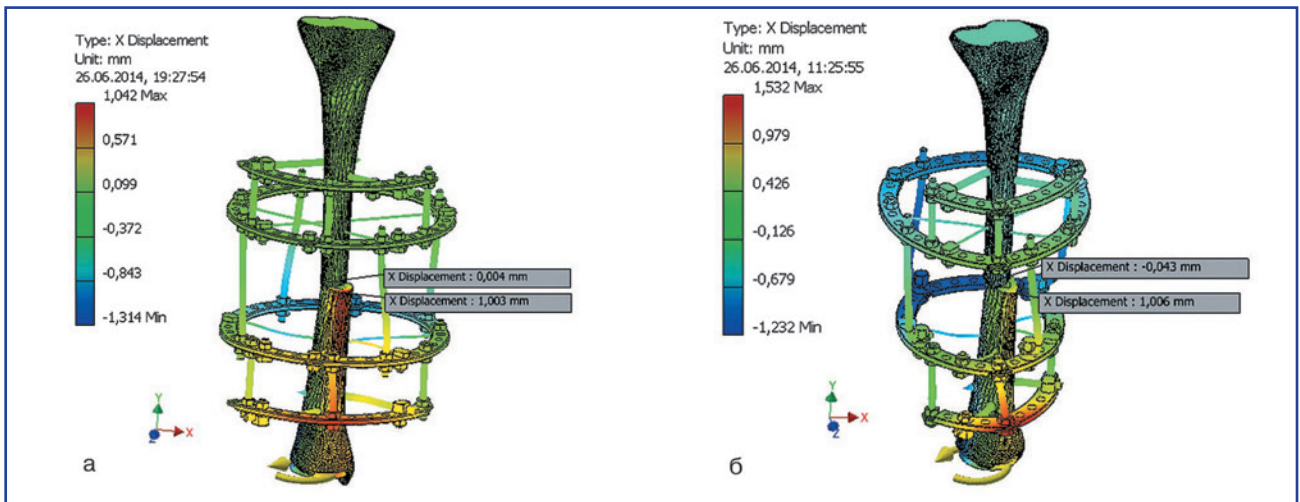 Type: X Displacement
Unit: mm
26.06.2014, 19:27:54
1,042 Max
0,571
0,099
-0,372
-0,843
-1,314 Min
X Displacement : 0,004 mm
X Displacement : 1,003 mm
Y
X
Z
а
Type: X Displacement
Unit: mm
26.06.2014, 11:25:55
1,532 Max
0,979
0,426
-0,126
-0,679
-1,232 Min
X Displacement : -0,043 mm
X Displacement : 1,006 mm
Y
X
Z
б